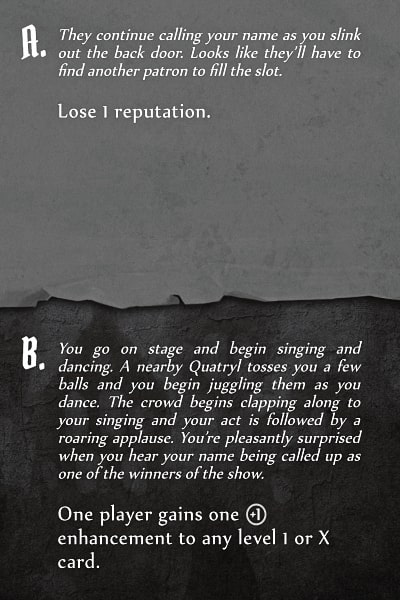 A. They continue calling your name as you slink
out the back door. Looks like they'll have to
find another patron to fill the slot.
Lose 1 reputation.
B. You go on stage and begin singing and
dancing. A nearby Quatryl tosses you a few
balls and you begin juggling them as you
dance. The crowd begins clapping along to
your singing and your act is followed by a
roaring applause. You're pleasantly surprised
when you hear your name being called up as
one of the winners of the show.
One player gains one +1
enhancement to any level 1 or X
card.